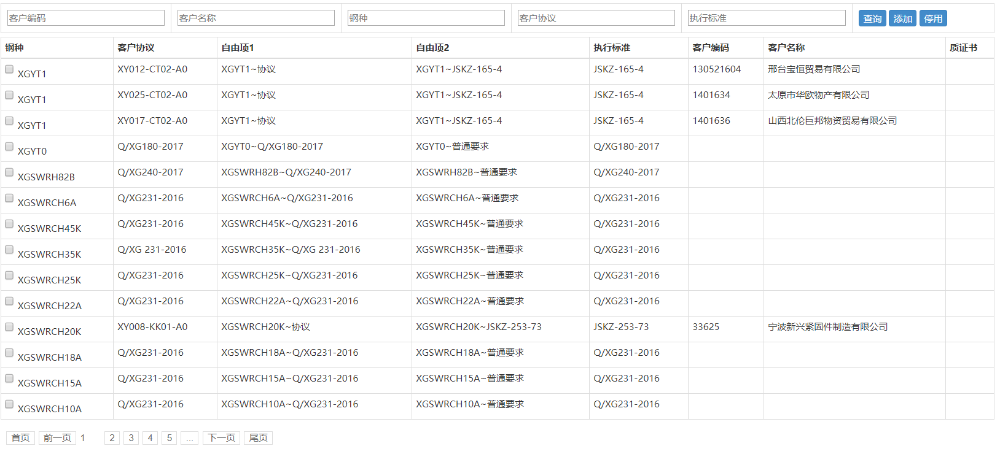 客户编码 客户名称 钢种 客户协议 执行标准 查询 添加 停用
钢种 客户协议 自由项1 自由项2 执行标准 客户编码 客户名称 质证书
XGYT1 XY012-CT02-A0 XGYT1~协议 XGYT1~JSKZ-165-4 JSKZ-165-4 130521604 邢台宝恒贸易有限公司
XGYT1 XY025-CT02-A0 XGYT1~协议 XGYT1~JSKZ-165-4 JSKZ-165-4 1401634 太原市华欧物产有限公司
XGYT1 XY017-CT02-A0 XGYT1~协议 XGYT1~JSKZ-165-4 JSKZ-165-4 1401636 山西北伦巨邦物资贸易有限公司
XGYT0 Q/XG180-2017 XGYT0~Q/XG180-2017 XGYT0~普通要求 Q/XG180-2017
XGSWRH82B Q/XG240-2017 XGSWRH82B~Q/XG240-2017 XGSWRH82B~普通要求 Q/XG240-2017
XGSWRCH6A Q/XG231-2016 XGSWRCH6A~Q/XG231-2016 XGSWRCH6A~普通要求 Q/XG231-2016
XGSWRCH45K Q/XG231-2016 XGSWRCH45K~Q/XG231-2016 XGSWRCH45K~普通要求 Q/XG231-2016
XGSWRCH35K Q/XG 231-2016 XGSWRCH35K~Q/XG 231-2016 XGSWRCH35K~普通要求 Q/XG231-2016
XGSWRCH25K Q/XG231-2016 XGSWRCH25K~Q/XG231-2016 XGSWRCH25K~普通要求 Q/XG231-2016
XGSWRCH22A Q/XG231-2016 XGSWRCH22A~Q/XG231-2016 XGSWRCH22A~普通要求 Q/XG231-2016
XGSWRCH20K XY008-KK01-A0 XGSWRCH20K~协议 XGSWRCH20K~JSKZ-253-73 JSKZ-253-73 33625 宁波新兴紧固件制造有限公司
XGSWRCH18A Q/XG231-2016 XGSWRCH18A~Q/XG231-2016 XGSWRCH18A~普通要求 Q/XG231-2016
XGSWRCH15A Q/XG231-2016 XGSWRCH15A~Q/XG231-2016 XGSWRCH15A~普通要求 Q/XG231-2016
XGSWRCH10A Q/XG231-2016 XGSWRCH10A~Q/XG231-2016 XGSWRCH10A~普通要求 Q/XG231-2016
首页 前一页 1 2 3 4 5 ... 下一页 尾页